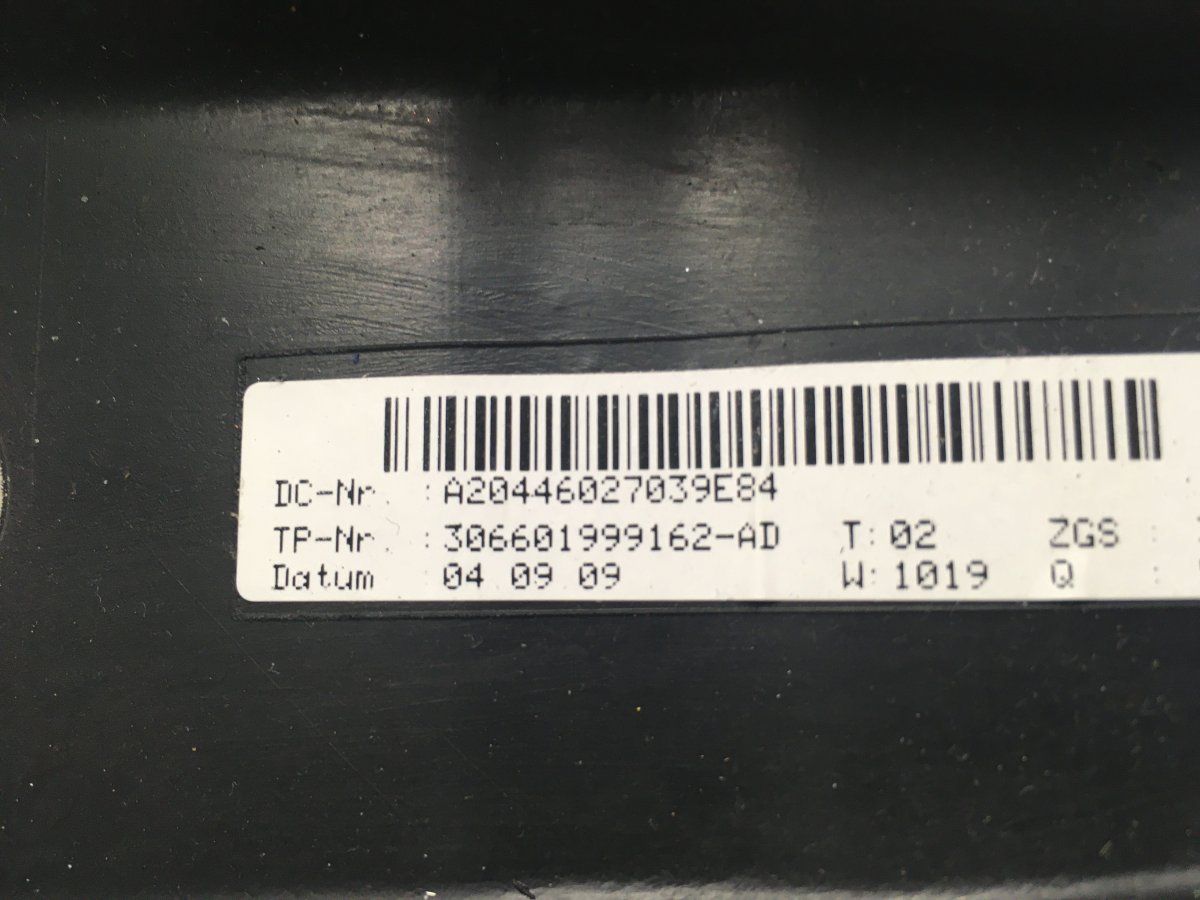 DC-Nr. : A20446027039E84
TP-Nr. : 306601999162-AD T: 02 ZGS :
Datum : 04.09.09 W: 1019 Q :